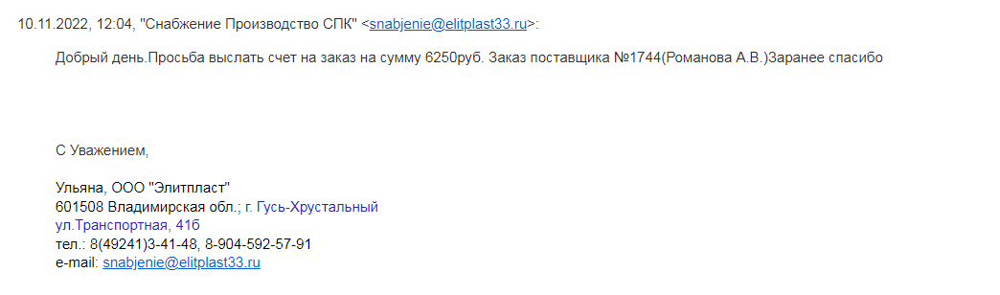 10.11.2022, 12:04, "Снабжение Производство СПК" <snabjenie@elitplast33.ru>:
Добрый день.Просьба выслать счет на заказ на сумму 6250руб. Заказ поставщика №1744(Романова А.В.)Заранее спасибо
С Уважением,
Ульяна, ООО "Элитпласт"
601508 Владимирская обл.; г. Гусь-Хрустальный
ул.Транспортная, 41б
тел.: 8(49241)3-41-48, 8-904-592-57-91
e-mail: snabjenie@elitplast33.ru